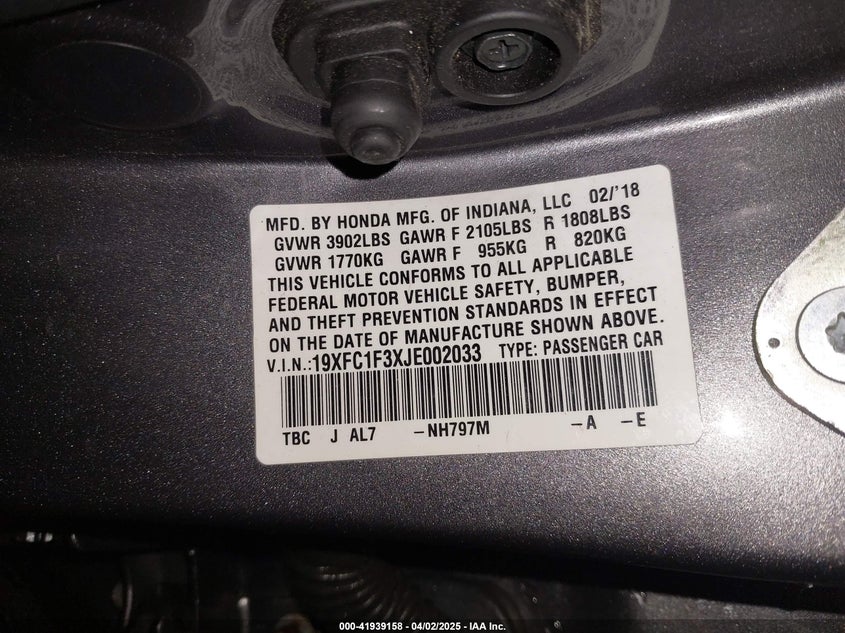 MFD. BY HONDA MFG. OF INDIANA, LLC 02/'18
GVWR 3902LBS GAWR F 2105LBS R 1808LBS
GVWR 1770KG GAWR F 955KG R 820KG
THIS VEHICLE CONFORMS TO ALL APPLICABLE
FEDERAL MOTOR VEHICLE SAFETY, BUMPER,
AND THEFT PREVENTION STANDARDS IN EFFECT
ON THE DATE OF MANUFACTURE SHOWN ABOVE.
V.I.N.:19XFC1F3XJE002033 TYPE: PASSENGER CAR
TBC J AL7 -NH797M -A -E
000-41939158 - 04/02/2025 - IAA Inc.